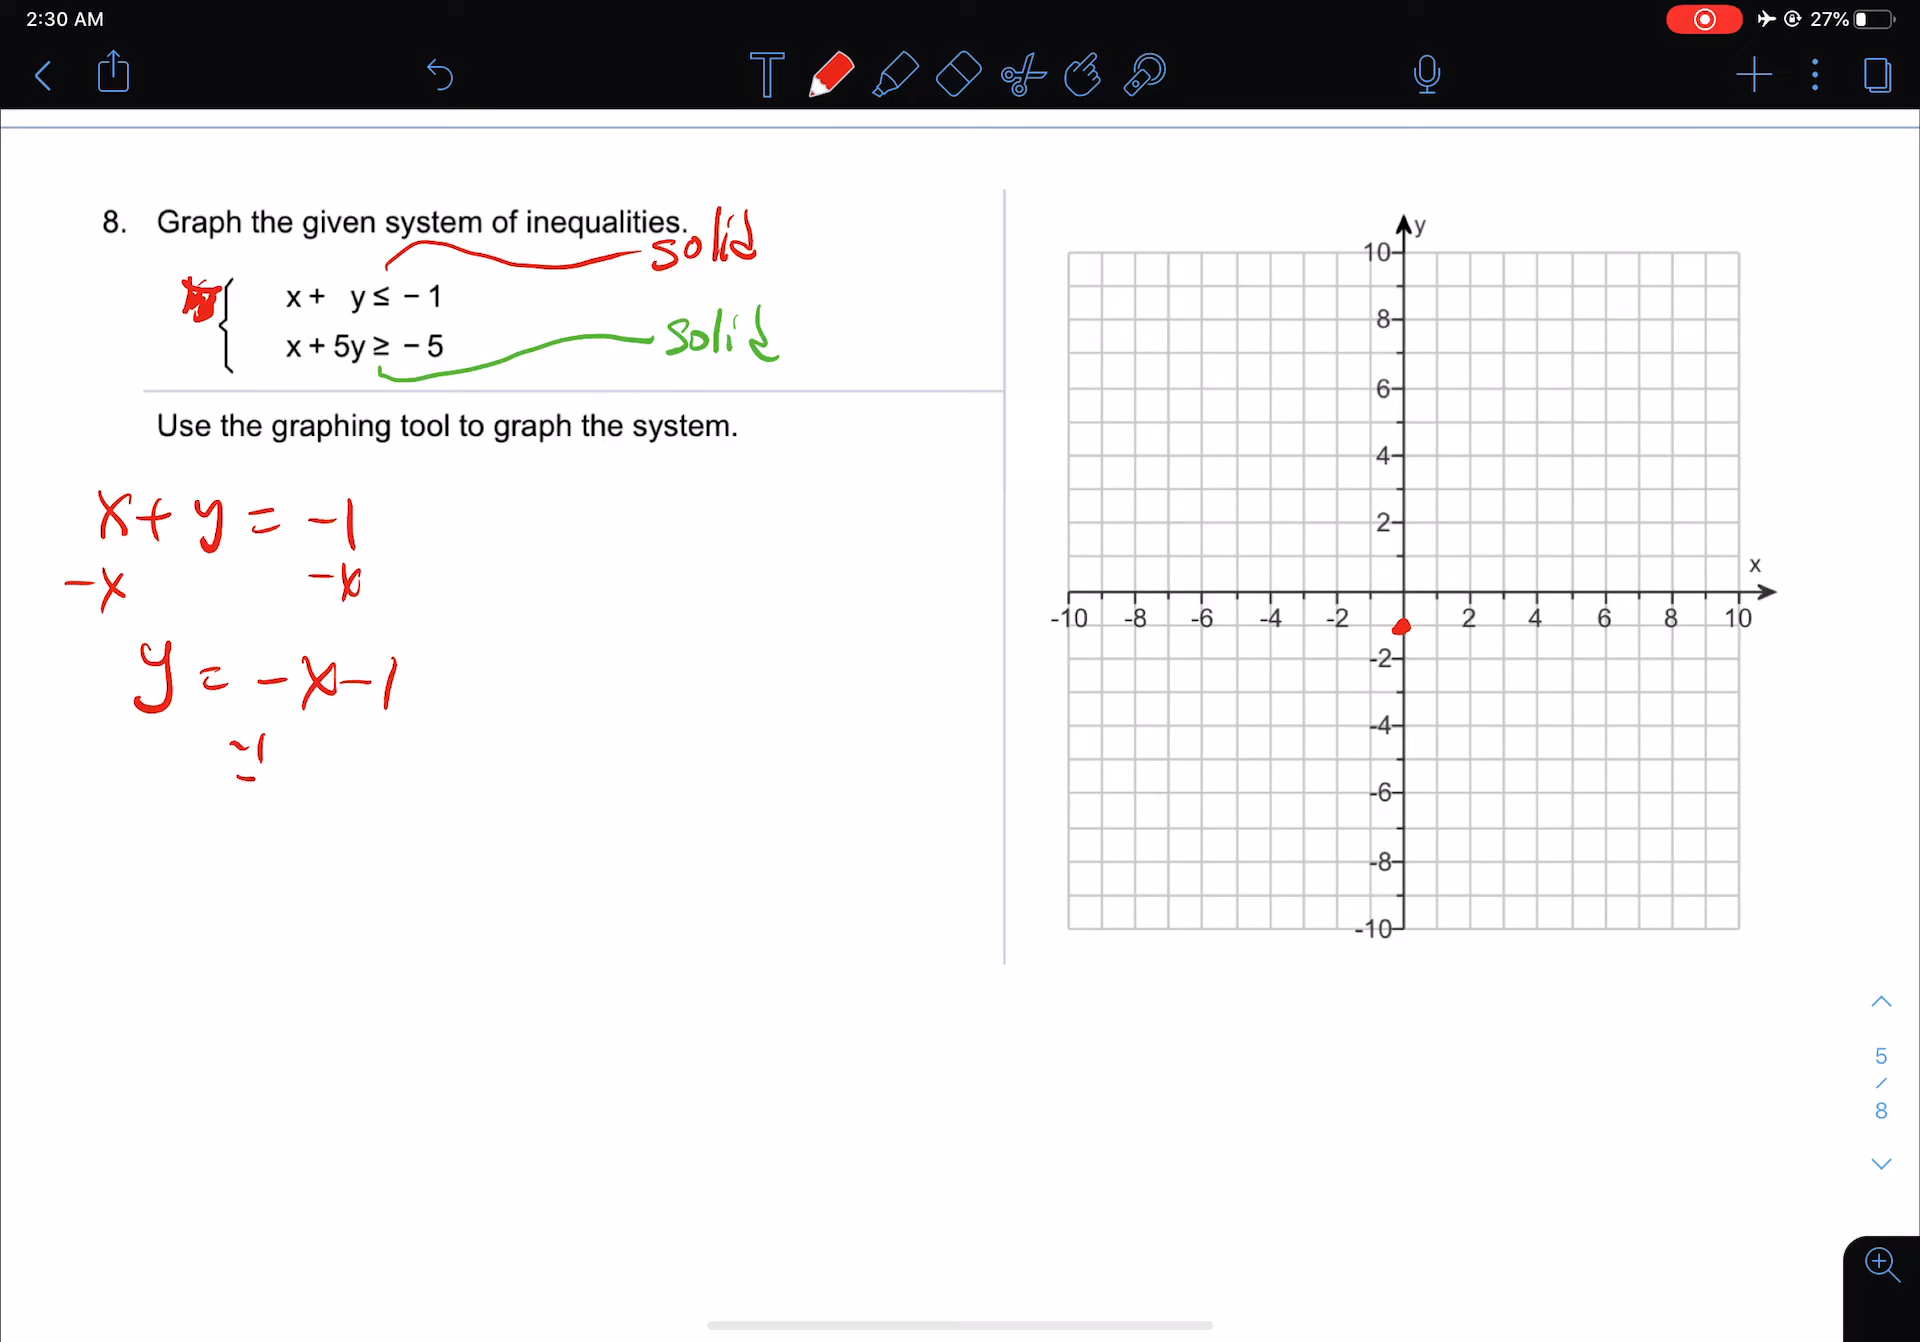 2:30 AM
27%
T
8. Graph the given system of inequalities.
solid
x + y ≤ − 1
x + 5y ≥ − 5
solid
Use the graphing tool to graph the system.
x + y = -1
-x -x
y = -x - 1
y
10
8
6
4
2
x
-10 -8 -6 -4 -2 2 4 6 8 10
-2
-4
-6
-8
-10
5
/
8